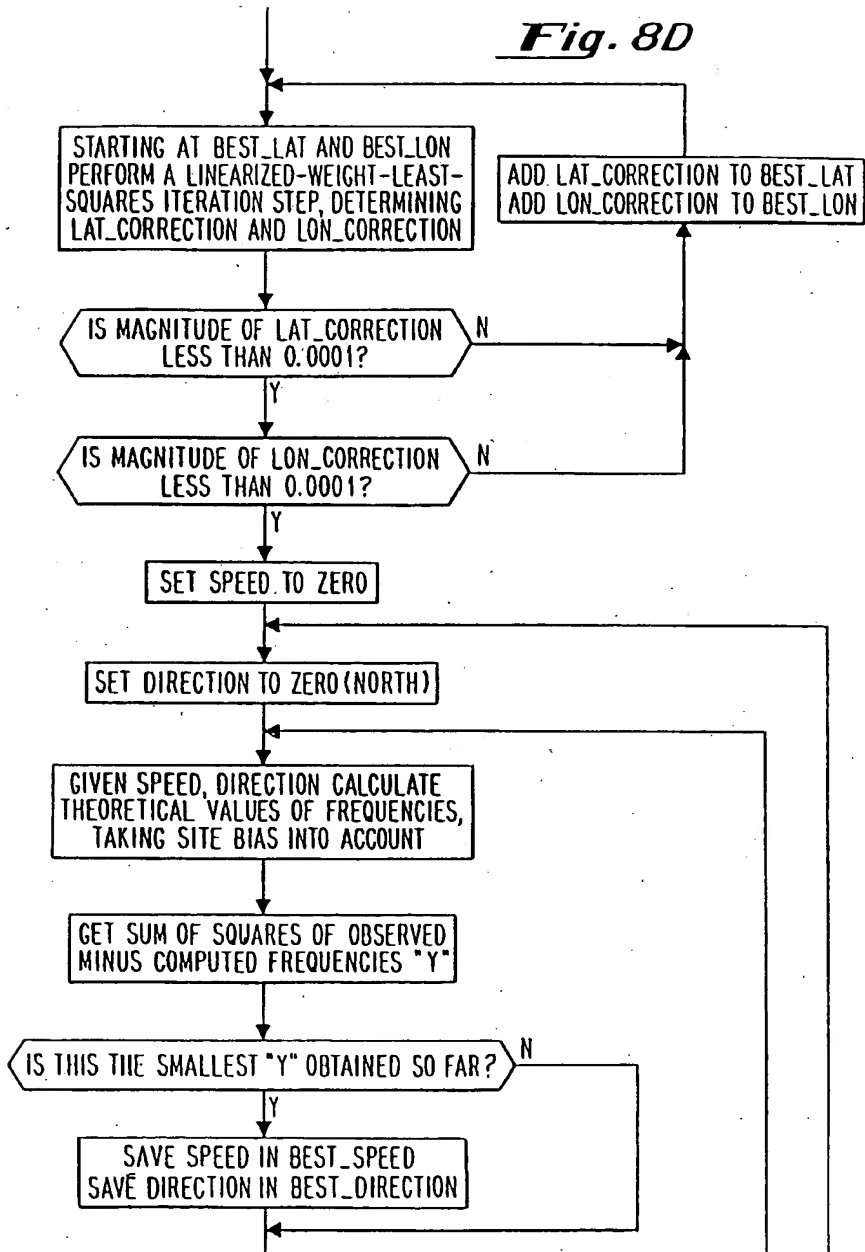 Fig. 8D
STARTING AT BEST_LAT AND BEST_LON
PERFORM A LINEARIZED-WEIGHT-LEAST-
SQUARES ITERATION STEP, DETERMINING
LAT_CORRECTION AND LON_CORRECTION
ADD LAT_CORRECTION TO BEST_LAT
ADD LON_CORRECTION TO BEST_LON
IS MAGNITUDE OF LAT_CORRECTION
LESS THAN 0.0001?
N
Y
IS MAGNITUDE OF LON_CORRECTION
LESS THAN 0.0001?
N
Y
SET SPEED TO ZERO
SET DIRECTION TO ZERO (NORTH)
GIVEN SPEED, DIRECTION CALCULATE
THEORETICAL VALUES OF FREQUENCIES,
TAKING SITE BIAS INTO ACCOUNT
GET SUM OF SQUARES OF OBSERVED
MINUS COMPUTED FREQUENCIES "Y"
IS THIS THE SMALLEST "Y" OBTAINED SO FAR?
N
Y
SAVE SPEED IN BEST_SPEED
SAVE DIRECTION IN BEST_DIRECTION